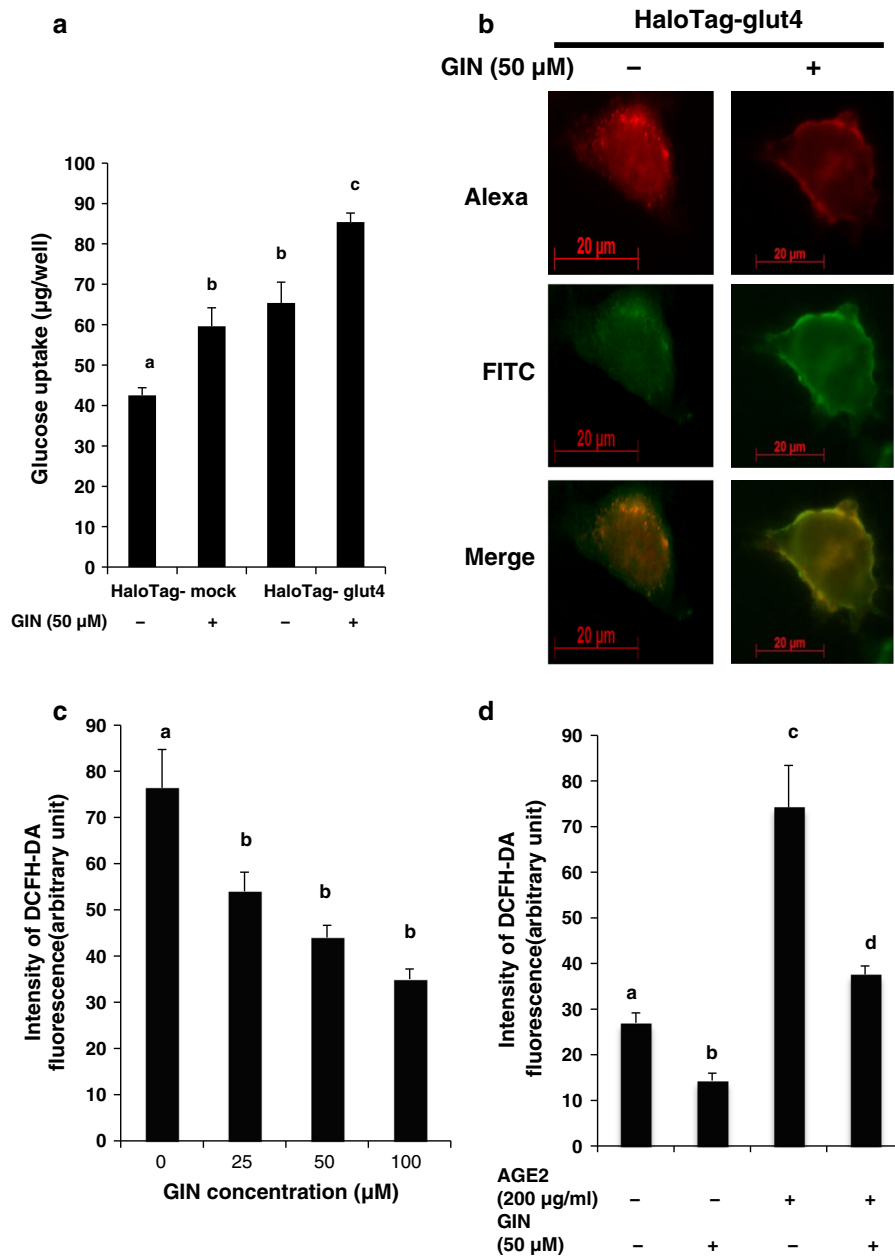 a
Glucose uptake (µg/well)
100
90
80
70
60
50
40
30
20
10
0
a
b
b
c
HaloTag- mock
HaloTag- glut4
GIN (50 µM)
– + – +
b
HaloTag-glut4
GIN (50 µM) – +
Alexa
20 µm
20 µm
FITC
20 µm
20 µm
Merge
20 µm
20 µm
c
Intensity of DCFH-DA
fluorescence(arbitrary unit)
90
80
70
60
50
40
30
20
10
0
a
b
b
b
0 25 50 100
GIN concentration (µM)
d
Intensity of DCFH-DA
fluorescence(arbitrary unit)
90
80
70
60
50
40
30
20
10
0
a
b
c
d
AGE2
(200 µg/ml) – – + +
GIN
(50 µM) – + – +